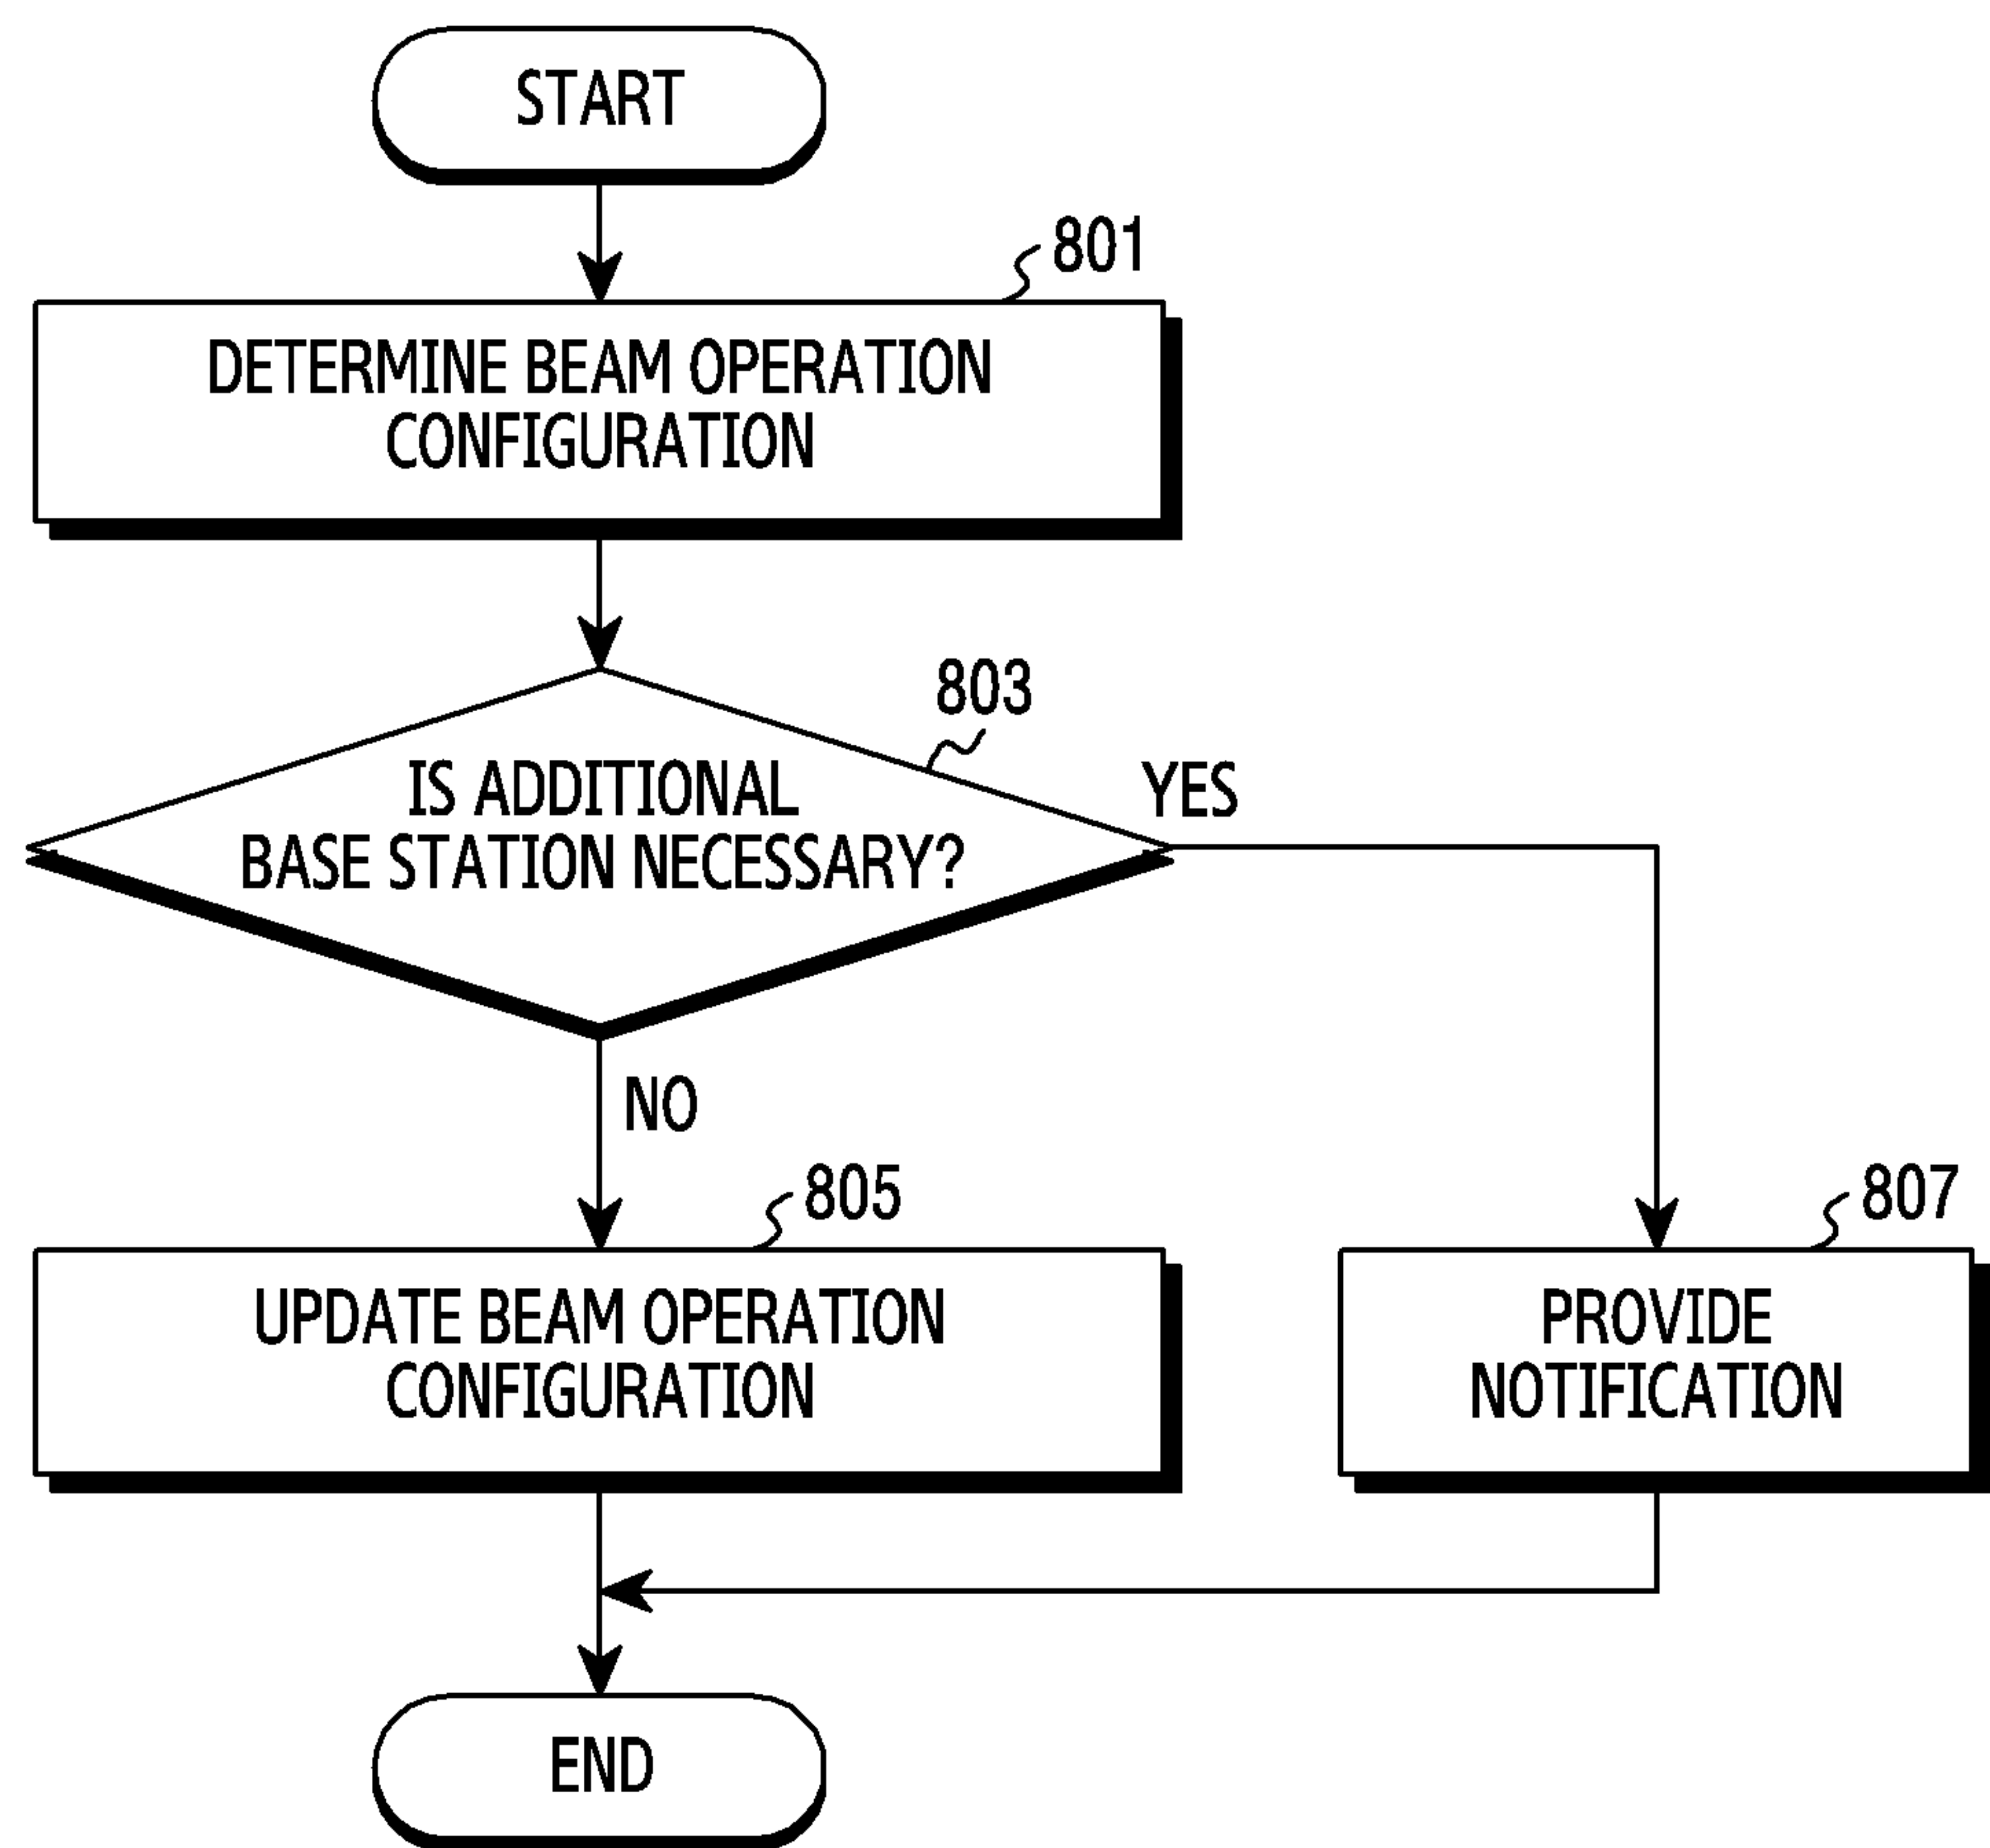 START
801
DETERMINE BEAM OPERATION
CONFIGURATION
803
IS ADDITIONAL
BASE STATION NECESSARY?
YES
NO
805
UPDATE BEAM OPERATION
CONFIGURATION
807
PROVIDE
NOTIFICATION
END